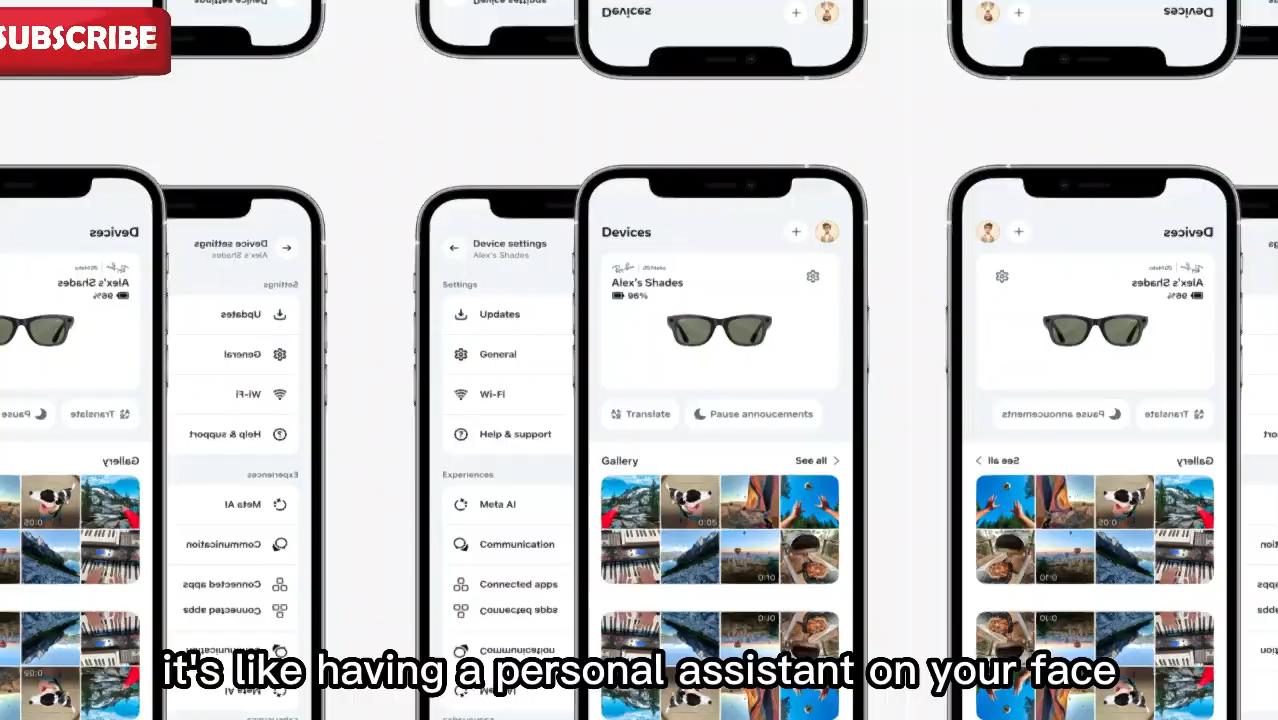 SUBSCRIBE
Devices
Device settings
Alex's Shades
Settings
Updates
General
Wi-Fi
Help & support
Experiences
Meta AI
Communication
Connected apps
Devices
Alex's Shades
96%
Translate
Pause annoucements
Gallery
See all
0:05
0:10
it's like having a personal assistant on your face